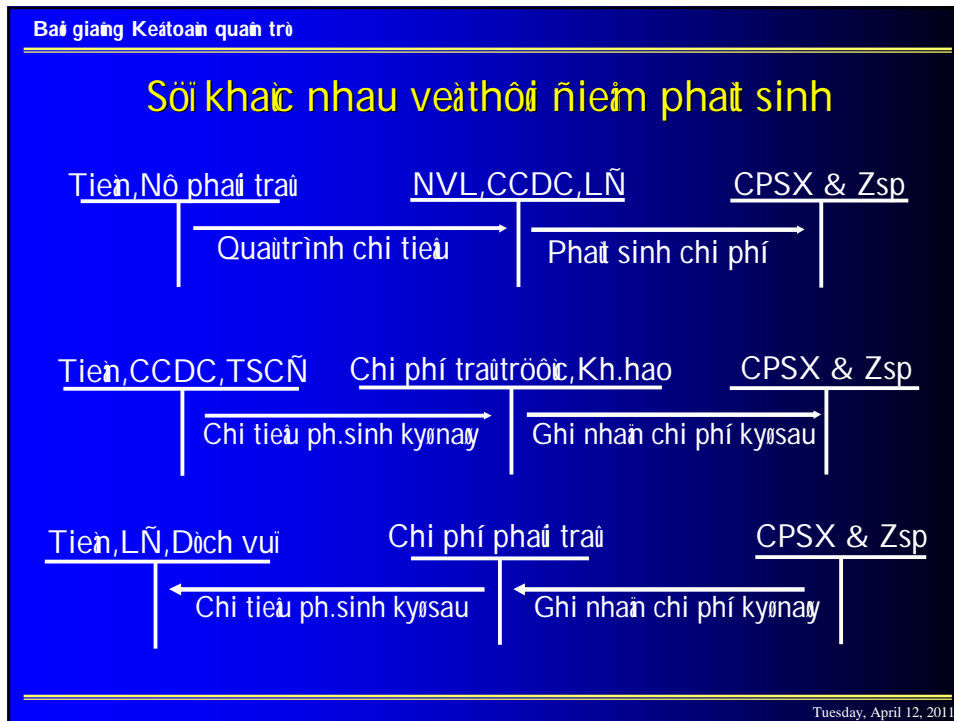 Baøi giaûng Keá toaùn quaûn trò
Söï khaùc nhau veà thôøi ñieåm phaùt sinh
Tieàn,Nôï phaûi traû
NVL,CCDC,LÑ
CPSX & Zsp
Quaù trình chi tieâu
Phaùt sinh chi phí
Tieàn,CCDC,TSCÑ
Chi phí traû tröôùc,Kh.hao
CPSX & Zsp
Chi tieâu ph.sinh kyø naøy
Ghi nhaän chi phí kyø sau
Tieàn,LÑ,Dòch vuï
Chi phí phaûi traû
CPSX & Zsp
Chi tieâu ph.sinh kyø sau
Ghi nhaän chi phí kyø naøy
Tuesday, April 12, 2011